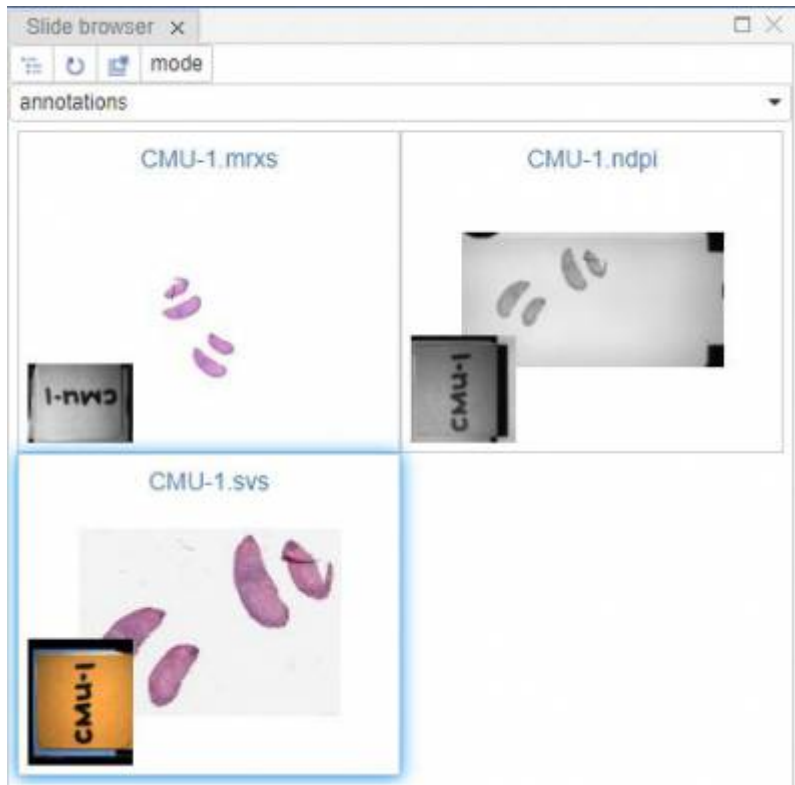 Slide browser
mode
annotations
CMU-1.mrxs
CMU-1.ndpi
CMU-1
CMU-1
CMU-1.svs
CMU-1